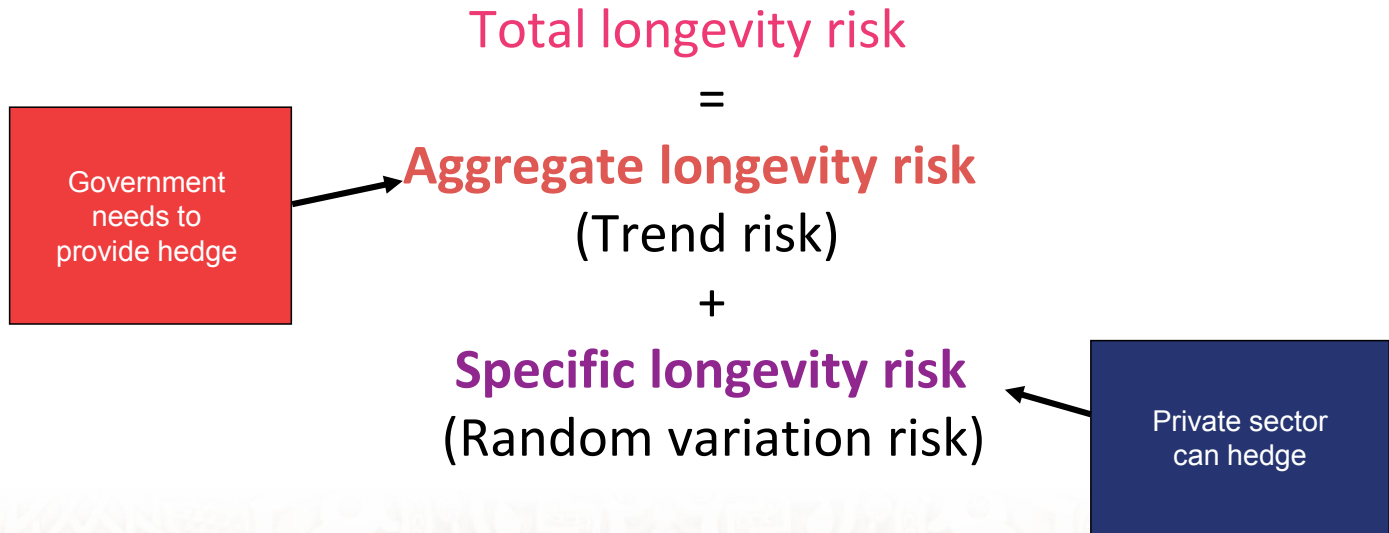 Total longevity risk
=
Government
needs to
provide hedge
Aggregate longevity risk
(Trend risk)
+
Specific longevity risk
(Random variation risk)
Private sector
can hedge